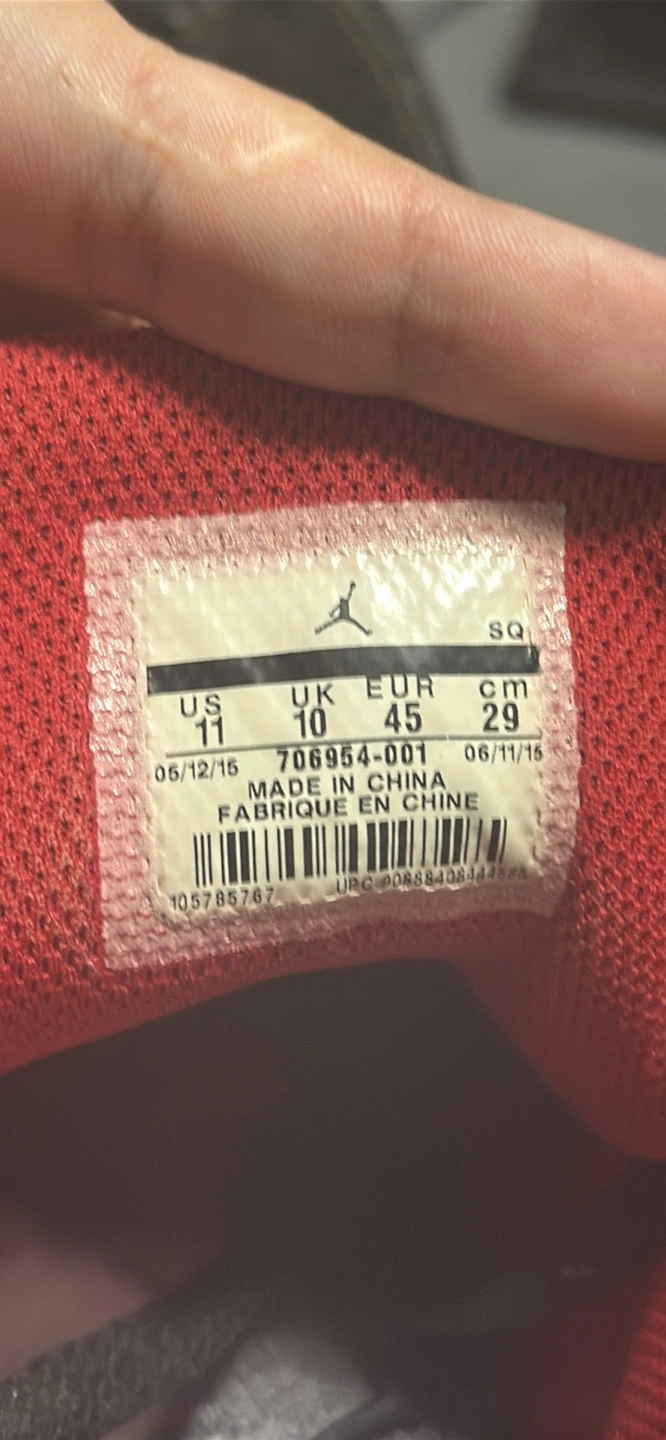 SQ
US UK EUR cm
11 10 45 29
05/12/15 706954-001 06/11/15
MADE IN CHINA
FABRIQUE EN CHINE
105785767 UPC